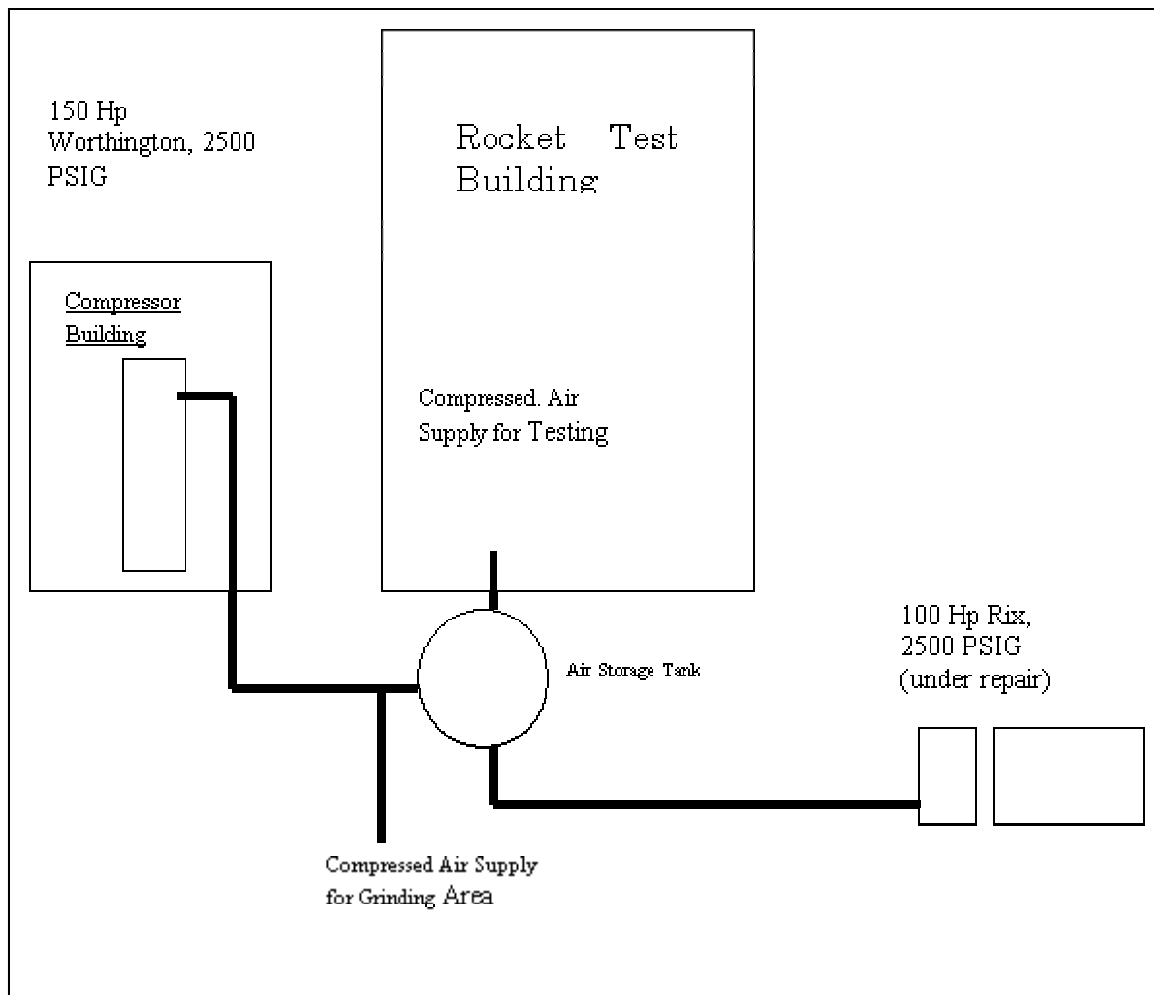 150 Hp
Worthington, 2500
PSIG
Rocket Test
Building
Compressor
Building
Compressed. Air
Supply for Testing
100 Hp Rix,
2500 PSIG
(under repair)
Air Storage Tank
Compressed Air Supply
for Grinding Area